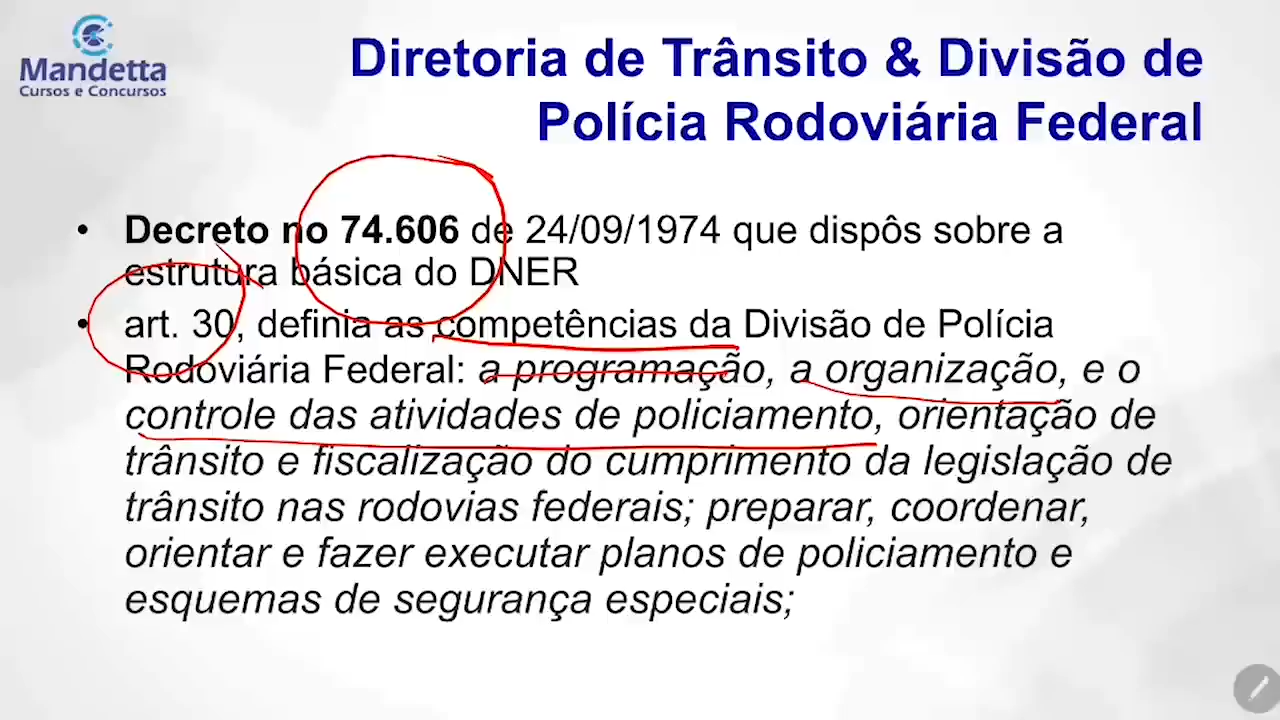 Mandetta
Cursos e Concursos
Diretoria de Trânsito & Divisão de
Polícia Rodoviária Federal
• Decreto no 74.606 de 24/09/1974 que dispôs sobre a
estrutura básica do DNER
• art. 30, definia as competências da Divisão de Polícia
Rodoviária Federal: a programação, a organização, e o
controle das atividades de policiamento, orientação de
trânsito e fiscalização do cumprimento da legislação de
trânsito nas rodovias federais; preparar, coordenar,
orientar e fazer executar planos de policiamento e
esquemas de segurança especiais;